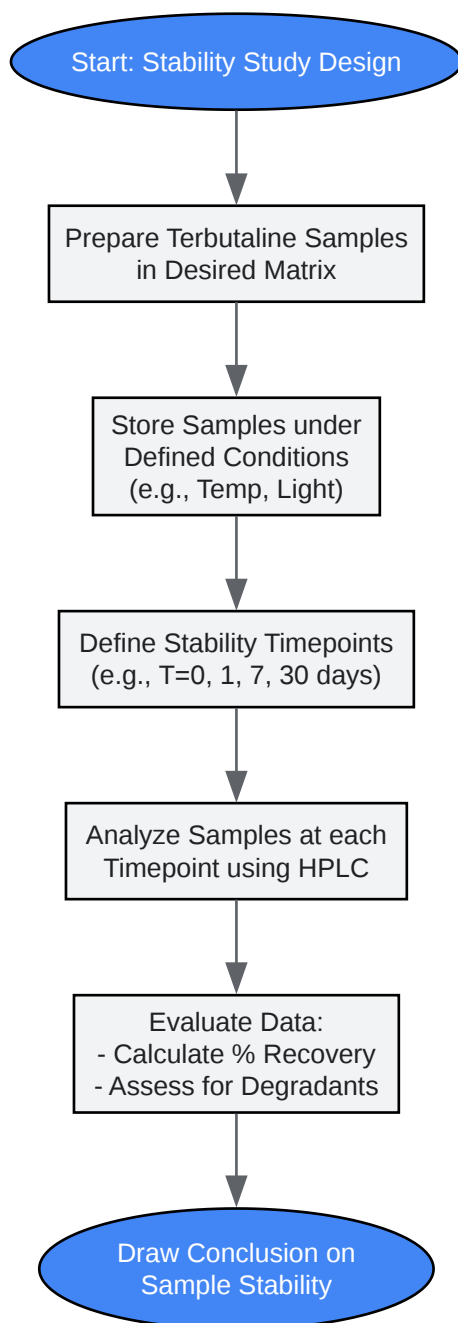 Start: Stability Study Design
Prepare Terbutaline Samples
in Desired Matrix
Store Samples under
Defined Conditions
(e.g., Temp, Light)
Define Stability Timepoints
(e.g., T=0, 1, 7, 30 days)
Analyze Samples at each
Timepoint using HPLC
Evaluate Data:
- Calculate % Recovery
- Assess for Degradants
Draw Conclusion on
Sample Stability